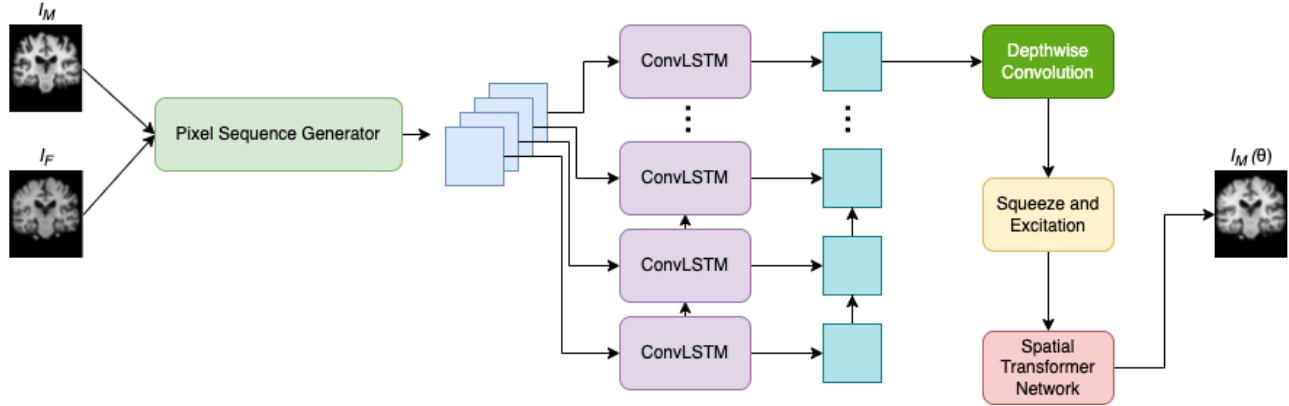 I_M
I_F
Pixel Sequence Generator
ConvLSTM
ConvLSTM
ConvLSTM
ConvLSTM
Depthwise
Convolution
Squeeze and
Excitation
Spatial
Transformer
Network
I_M(θ)